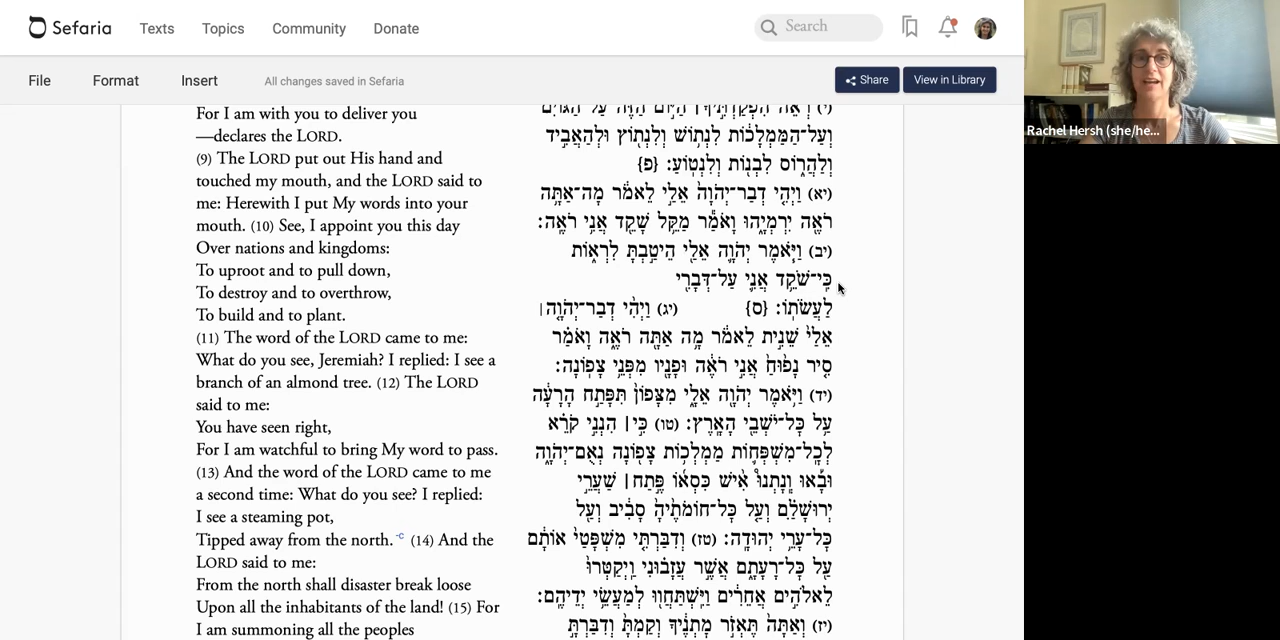 Sefaria
Texts
Topics
Community
Donate
Search
File
Format
Insert
All changes saved in Sefaria
Share
View in Library
For I am with you to deliver you
—declares the LORD.
(9) The LORD put out His hand and
touched my mouth, and the LORD said to
me: Herewith I put My words into your
mouth. (10) See, I appoint you this day
Over nations and kingdoms:
To uproot and to pull down,
To destroy and to overthrow,
To build and to plant.
(11) The word of the LORD came to me:
What do you see, Jeremiah? I replied: I see a
branch of an almond tree. (12) The LORD
said to me:
You have seen right,
For I am watchful to bring My word to pass.
(13) And the word of the LORD came to me
a second time: What do you see? I replied:
I see a steaming pot,
Tipped away from the north. -c (14) And the
LORD said to me:
From the north shall disaster break loose
Upon all the inhabitants of the land! (15) For
I am summoning all the peoples
(י) רְאֵ֞ה הִפְקַדְתִּ֣יךָ ׀ הַיּ֣וֹם הַזֶּ֗ה עַל־הַגּוֹיִם֙
וְעַל־הַמַּמְלָכ֔וֹת לִנְת֥וֹשׁ וְלִנְת֖וֹץ וּלְהַאֲבִ֣יד
וְלַהֲר֑וֹס לִבְנ֖וֹת וְלִנְטֽוֹעַ׃ {פ}
(יא) וַיְהִ֤י דְבַר־יְהֹוָה֙ אֵלַ֣י לֵאמֹ֔ר מָה־אַתָּ֥ה
רֹאֶ֖ה יִרְמְיָ֑הוּ וָאֹמַ֕ר מַקֵּ֥ל שָׁקֵ֖ד אֲנִ֥י רֹאֶֽה׃
(יב) וַיֹּ֧אמֶר יְהֹוָ֛ה אֵלַ֖י הֵיטַ֣בְתָּ לִרְא֑וֹת
כִּֽי־שֹׁקֵ֥ד אֲנִ֛י עַל־דְּבָרִ֖י
לַעֲשֹׂתֽוֹ׃ {ס} (יג) וַיְהִ֨י דְבַר־יְהֹוָ֤ה ׀
אֵלַי֙ שֵׁנִ֣ית לֵאמֹ֔ר מָ֥ה אַתָּ֖ה רֹאֶ֑ה וָאֹמַ֗ר
סִ֤יר נָפ֙וּחַ֙ אֲנִ֣י רֹאֶ֔ה וּפָנָ֖יו מִפְּנֵ֥י צָפֽוֹנָה׃
(יד) וַיֹּ֥אמֶר יְהֹוָ֖ה אֵלָ֑י מִצָּפוֹן֙ תִּפָּתַ֣ח הָרָעָ֔ה
עַ֥ל כׇּל־יֹשְׁבֵ֖י הָאָֽרֶץ׃ (טו) כִּ֣י ׀ הִנְנִ֣י קֹרֵ֗א
לְכׇֽל־מִשְׁפְּח֛וֹת מַמְלְכ֥וֹת צָפ֖וֹנָה נְאֻם־יְהֹוָ֑ה
וּבָ֡אוּ וְֽנָתְנוּ֩ אִ֨ישׁ כִּסְא֜וֹ פֶּ֣תַח ׀ שַׁעֲרֵ֣י
יְרוּשָׁלַ֗͏ִם וְעַ֤ל כׇּל־חוֹמֹתֶ֙יהָ֙ סָבִ֔יב וְעַ֖ל
כׇּל־עָרֵ֥י יְהוּדָֽה׃ (טז) וְדִבַּרְתִּ֤י מִשְׁפָּטַי֙ אוֹתָ֔ם
עַ֖ל כׇּל־רָעָתָ֑ם אֲשֶׁ֣ר עֲזָב֗וּנִי וַֽיְקַטְּרוּ֙
לֵאלֹהִ֣ים אֲחֵרִ֔ים וַיִּֽשְׁתַּחֲו֖וּ לְמַעֲשֵׂ֥י יְדֵיהֶֽם׃
(יז) וְאַתָּה֙ תֶּאְזֹ֣ר מׇתְנֶ֔יךָ וְקַמְתָּ֙ וְדִבַּרְתָּ֣
Rachel Hersh (she/he...